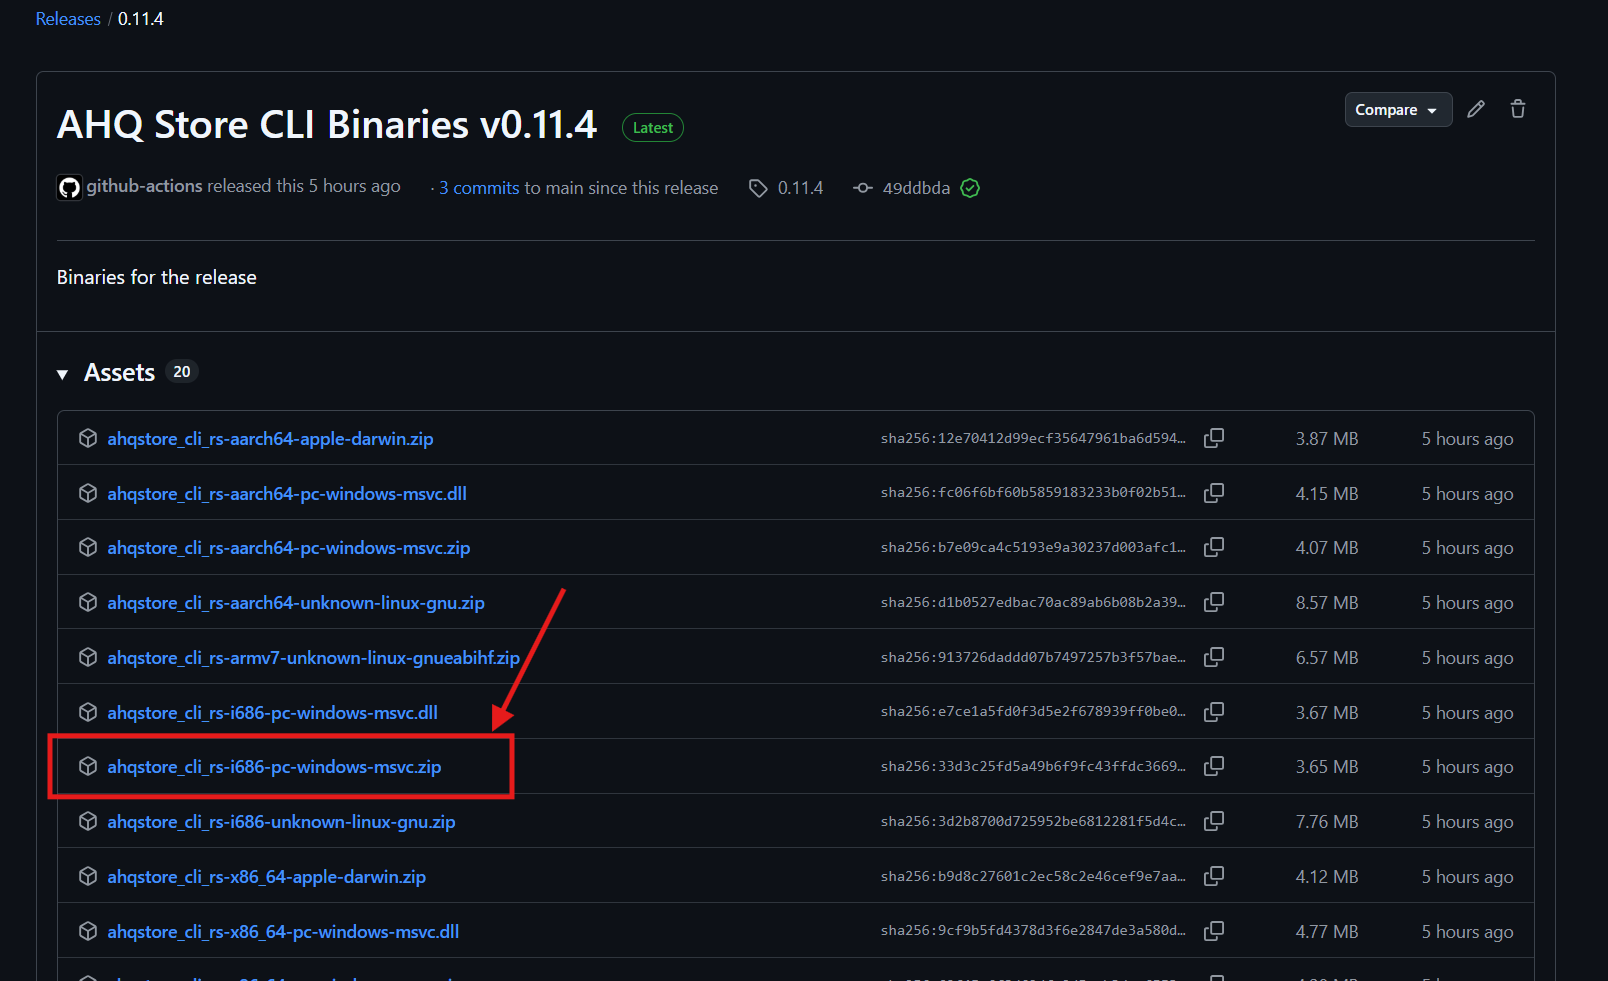 Releases / 0.11.4
AHQ Store CLI Binaries v0.11.4 Latest
Compare
github-actions released this 5 hours ago · 3 commits to main since this release 0.11.4 49ddbda
Binaries for the release
Assets 20
ahqstore_cli_rs-aarch64-apple-darwin.zip sha256:12e70412d99ecf35647961ba6d594… 3.87 MB 5 hours ago
ahqstore_cli_rs-aarch64-pc-windows-msvc.dll sha256:fc06f6bf60b5859183233b0f02b51… 4.15 MB 5 hours ago
ahqstore_cli_rs-aarch64-pc-windows-msvc.zip sha256:b7e09ca4c5193e9a30237d003afc1… 4.07 MB 5 hours ago
ahqstore_cli_rs-aarch64-unknown-linux-gnu.zip sha256:d1b0527edbac70ac89ab6b08b2a39… 8.57 MB 5 hours ago
ahqstore_cli_rs-armv7-unknown-linux-gnueabihf.zip sha256:913726daddd07b7497257b3f57bae… 6.57 MB 5 hours ago
ahqstore_cli_rs-i686-pc-windows-msvc.dll sha256:e7ce1a5fd0f3d5e2f678939ff0be0… 3.67 MB 5 hours ago
ahqstore_cli_rs-i686-pc-windows-msvc.zip sha256:33d3c25fd5a49b6f9fc43ffdc3669… 3.65 MB 5 hours ago
ahqstore_cli_rs-i686-unknown-linux-gnu.zip sha256:3d2b8700d725952be6812281f5d4c… 7.76 MB 5 hours ago
ahqstore_cli_rs-x86_64-apple-darwin.zip sha256:b9d8c27601c2ec58c2e46cef9e7aa… 4.12 MB 5 hours ago
ahqstore_cli_rs-x86_64-pc-windows-msvc.dll sha256:9cf9b5fd4378d3f6e2847de3a580d… 4.77 MB 5 hours ago